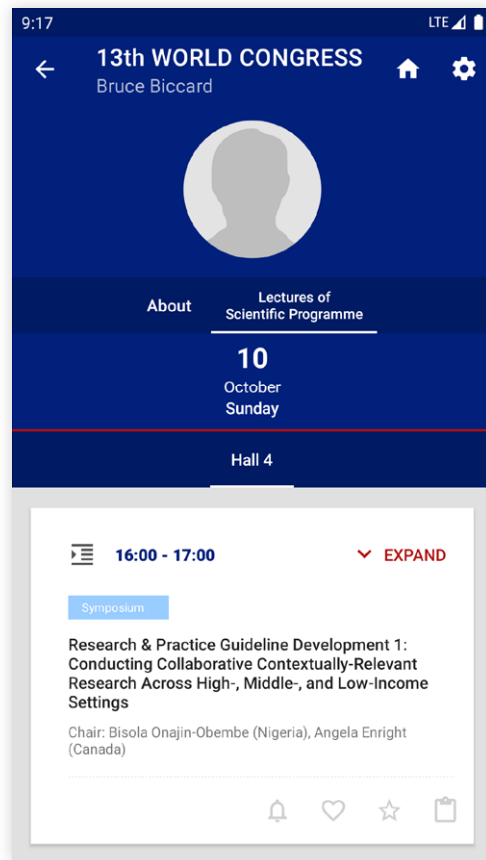 9:17 LTE
13th WORLD CONGRESS
Bruce Biccard
About
Lectures of
Scientific Programme
10
October
Sunday
Hall 4
16:00 - 17:00 EXPAND
Symposium
Research & Practice Guideline Development 1:
Conducting Collaborative Contextually-Relevant
Research Across High-, Middle-, and Low-Income
Settings
Chair: Bisola Onajin-Obembe (Nigeria), Angela Enright
(Canada)